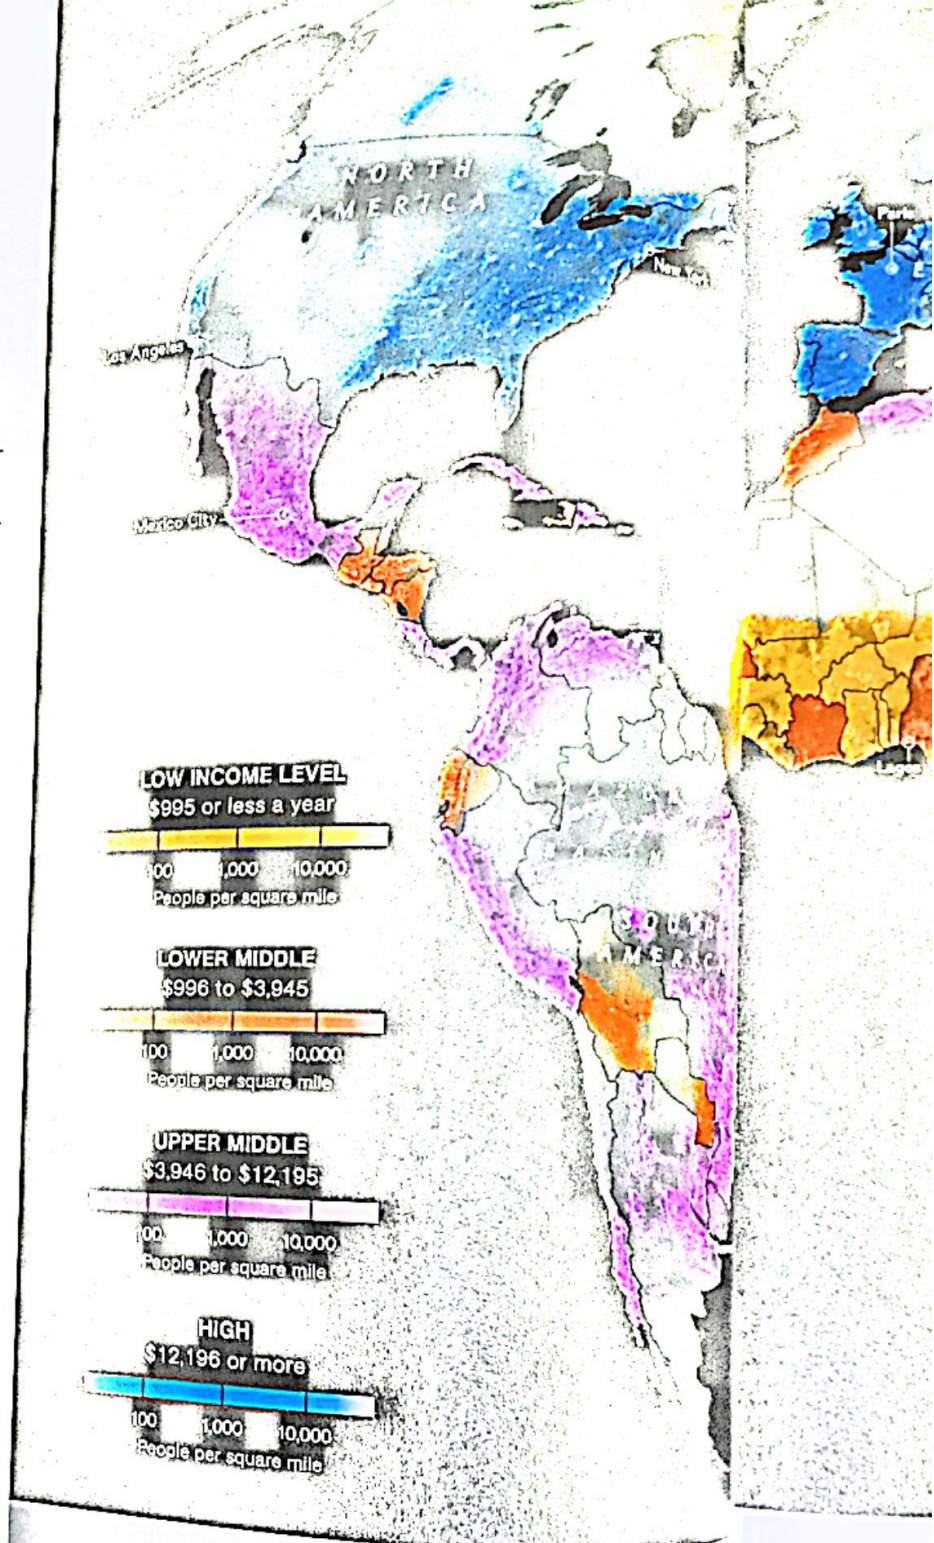 NORTH
AMERICA
Paris
E
New York
Los Angeles
Mexico City
Lagos
LOW INCOME LEVEL
$995 or less a year
100 1,000 10,000
People per square mile
AMAZON
BASIN
SOUTH
AMERICA
LOWER MIDDLE
$996 to $3,945
100 1,000 10,000
People per square mile
UPPER MIDDLE
$3,946 to $12,195
100 1,000 10,000
People per square mile
HIGH
$12,196 or more
100 1,000 10,000
People per square mile